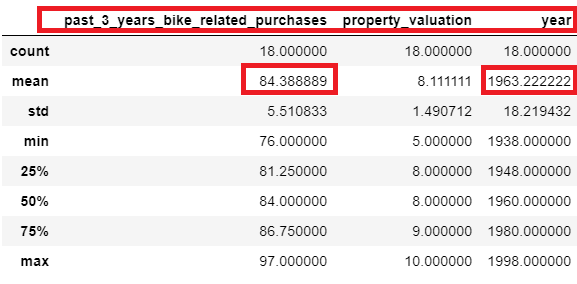 past_3_years_bike_related_purchases property_valuation year
count 18.000000 18.000000 18.000000
mean 84.388889 8.111111 1963.222222
std 5.510833 1.490712 18.219432
min 76.000000 5.000000 1938.000000
25% 81.250000 8.000000 1948.000000
50% 84.000000 8.000000 1960.000000
75% 86.750000 9.000000 1980.000000
max 97.000000 10.000000 1998.000000